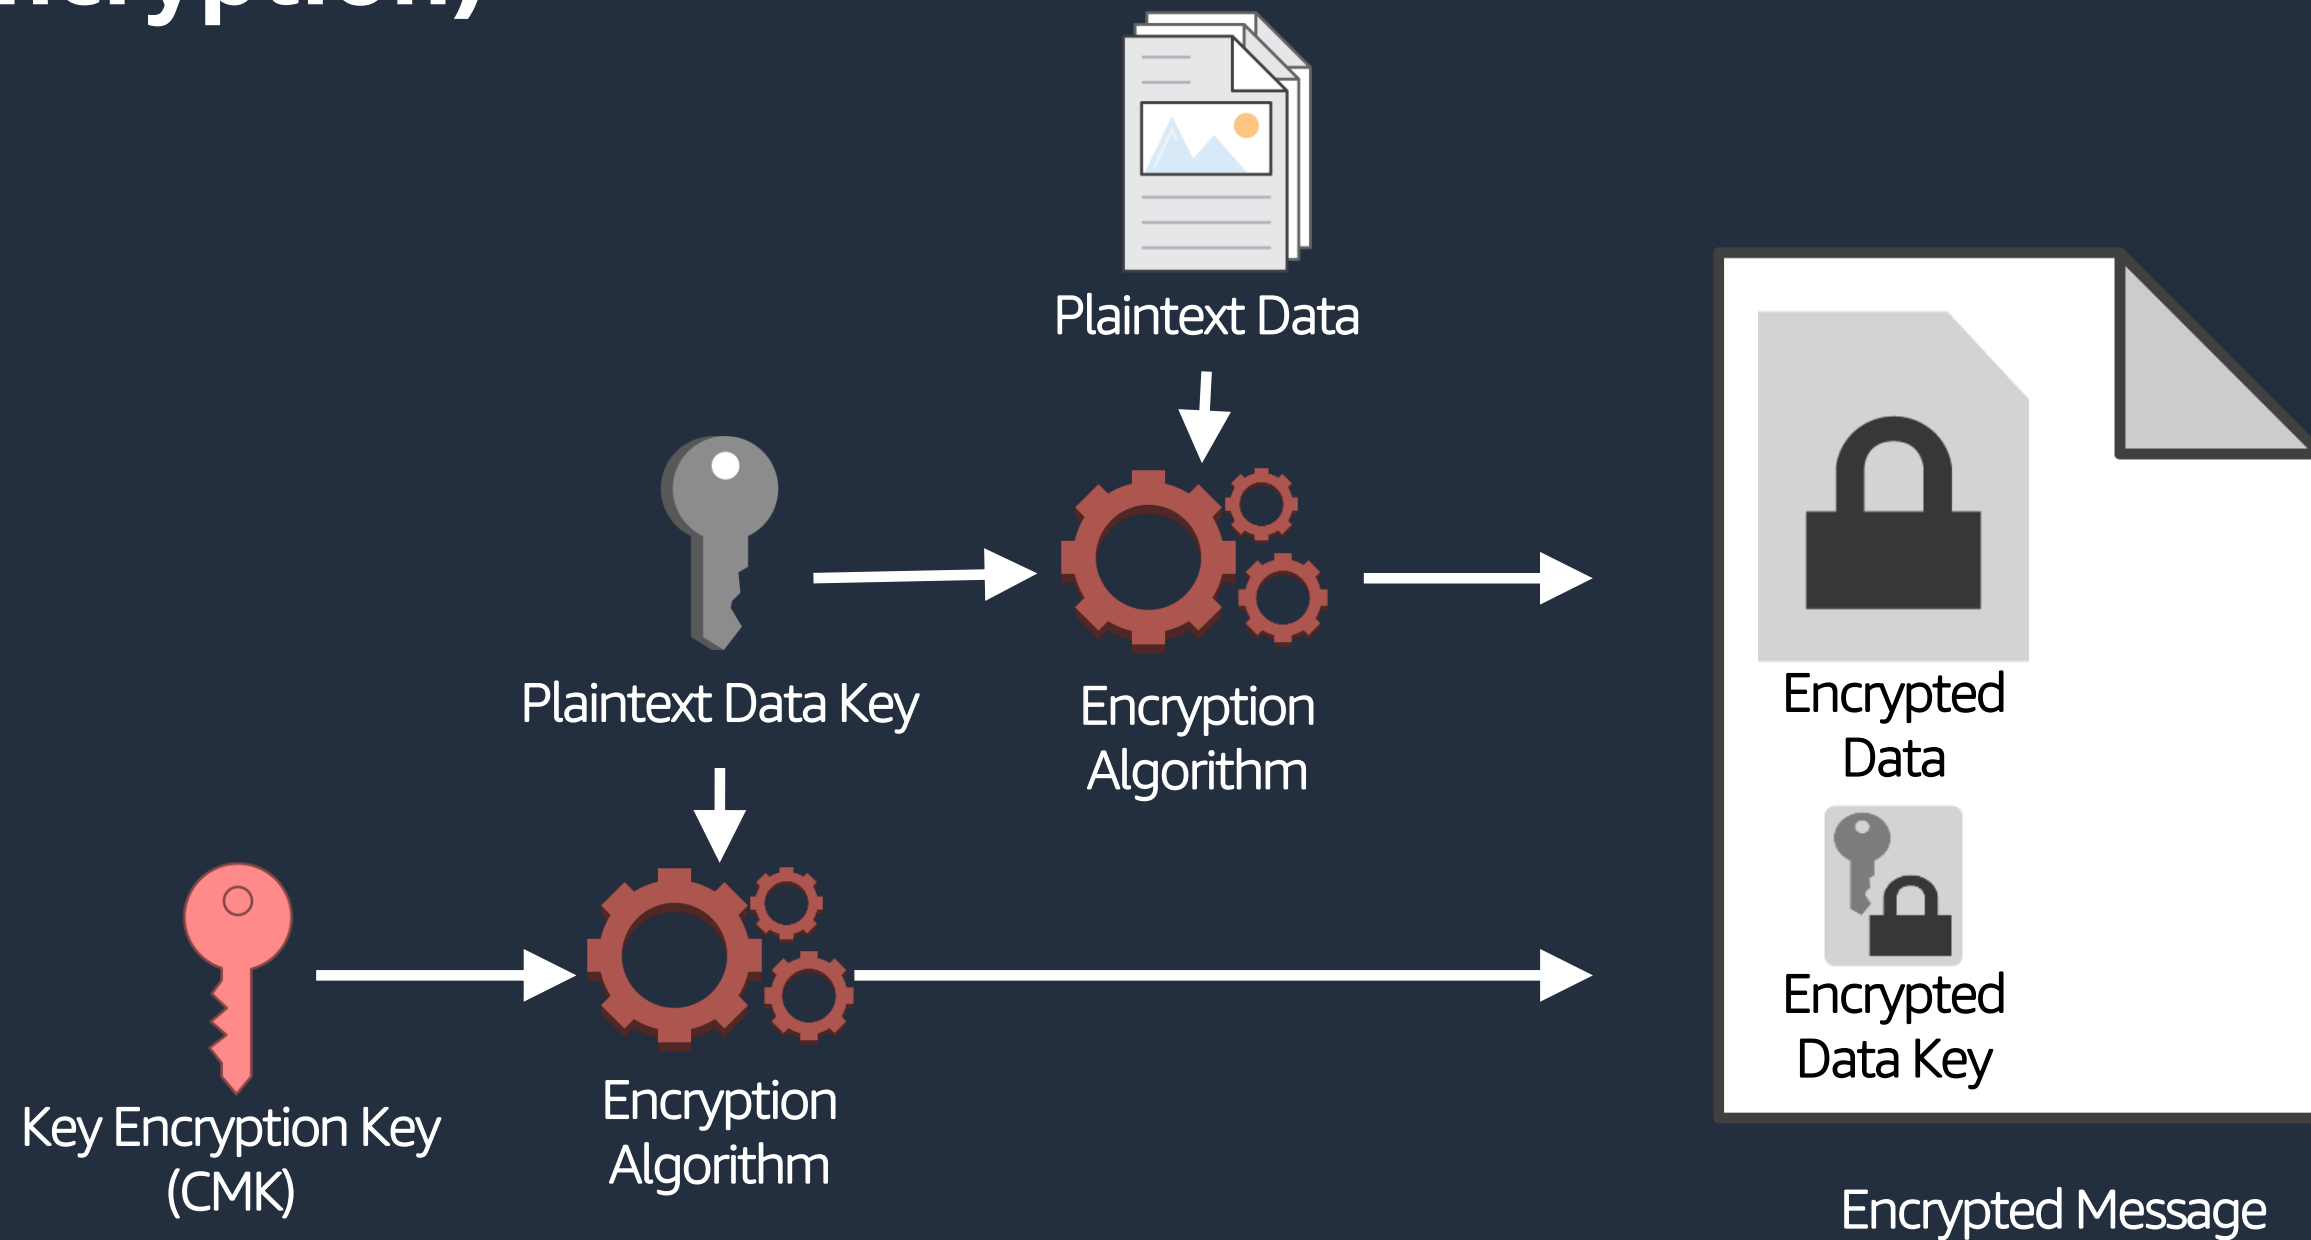 ncryption)
Plaintext Data
Plaintext Data Key
Encryption
Algorithm
Encrypted
Data
Encrypted
Data Key
Key Encryption Key
(CMK)
Encryption
Algorithm
Encrypted Message